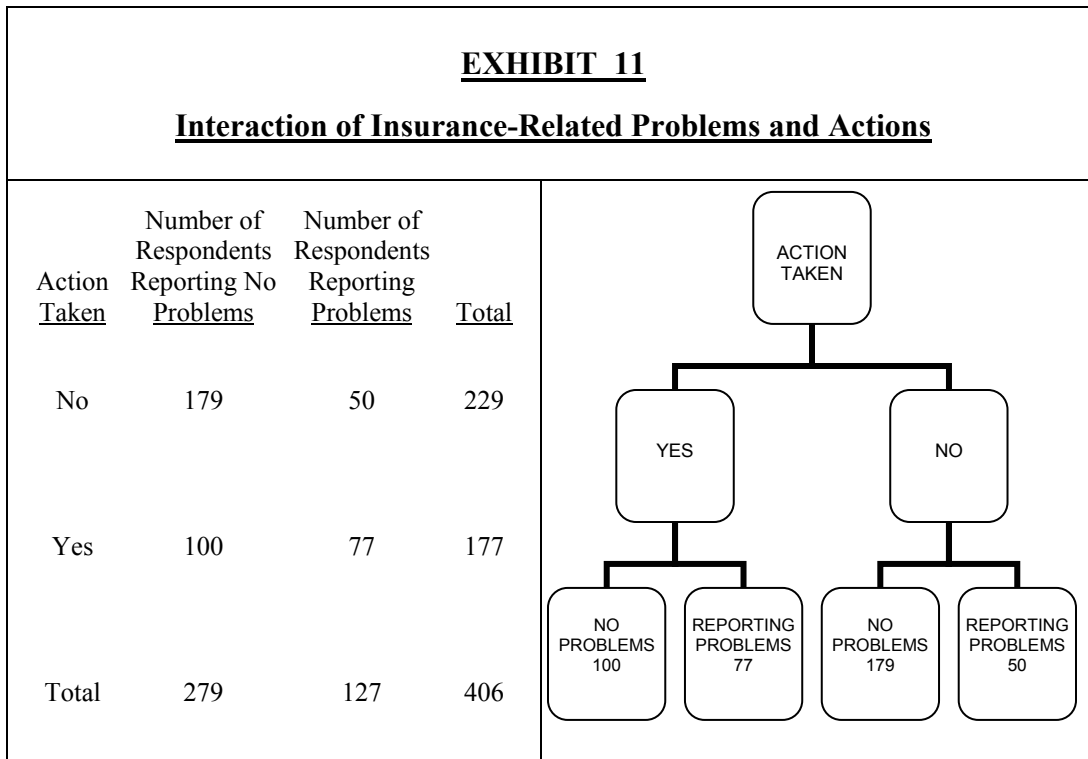 EXHIBIT 11
Interaction of Insurance-Related Problems and Actions
Number of Number of
Respondents Respondents
Action Reporting No Reporting
Taken Problems Problems Total
No 179 50 229
Yes 100 77 177
Total 279 127 406
ACTION
TAKEN
YES
NO
NO
PROBLEMS
100
REPORTING
PROBLEMS
77
NO
PROBLEMS
179
REPORTING
PROBLEMS
50